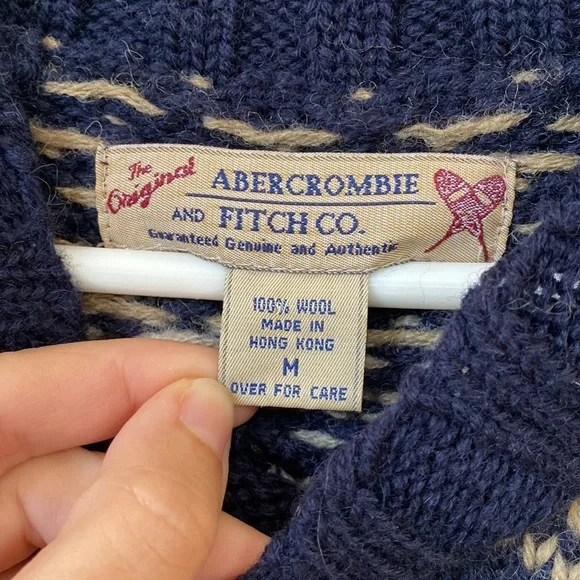 The Original
ABERCROMBIE
AND FITCH CO.
Guaranteed Genuine and Authentic
100% WOOL
MADE IN
HONG KONG
M
OVER FOR CARE